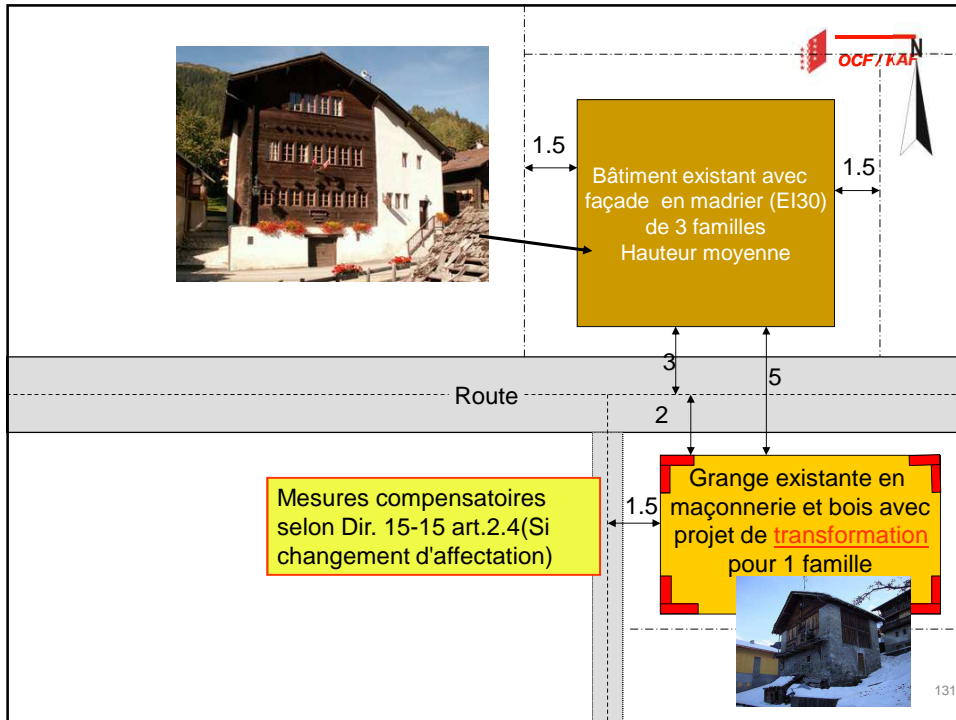 OCF / KAF
N
1.5
1.5
Bâtiment existant avec
façade en madrier (EI30)
de 3 familles
Hauteur moyenne
3
5
Route
2
Mesures compensatoires
selon Dir. 15-15 art.2.4(Si
changement d'affectation)
1.5
Grange existante en
maçonnerie et bois avec
projet de transformation
pour 1 famille
131